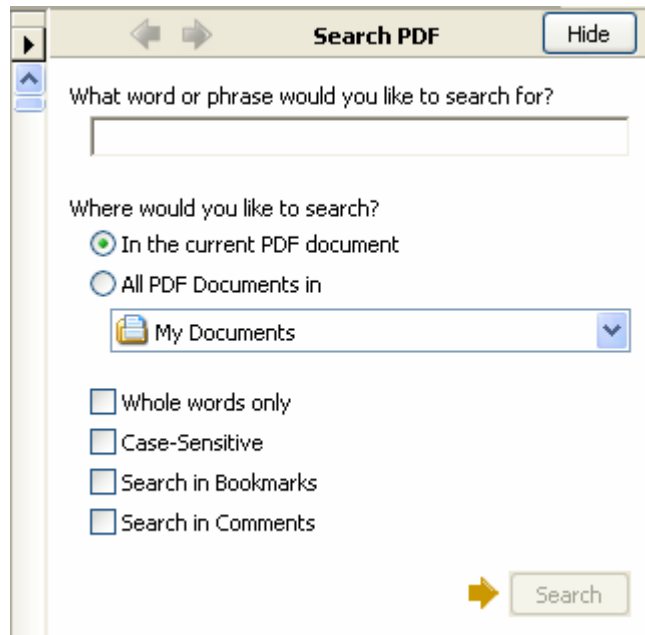 Search PDF
Hide
What word or phrase would you like to search for?
Where would you like to search?
In the current PDF document
All PDF Documents in
My Documents
Whole words only
Case-Sensitive
Search in Bookmarks
Search in Comments
Search